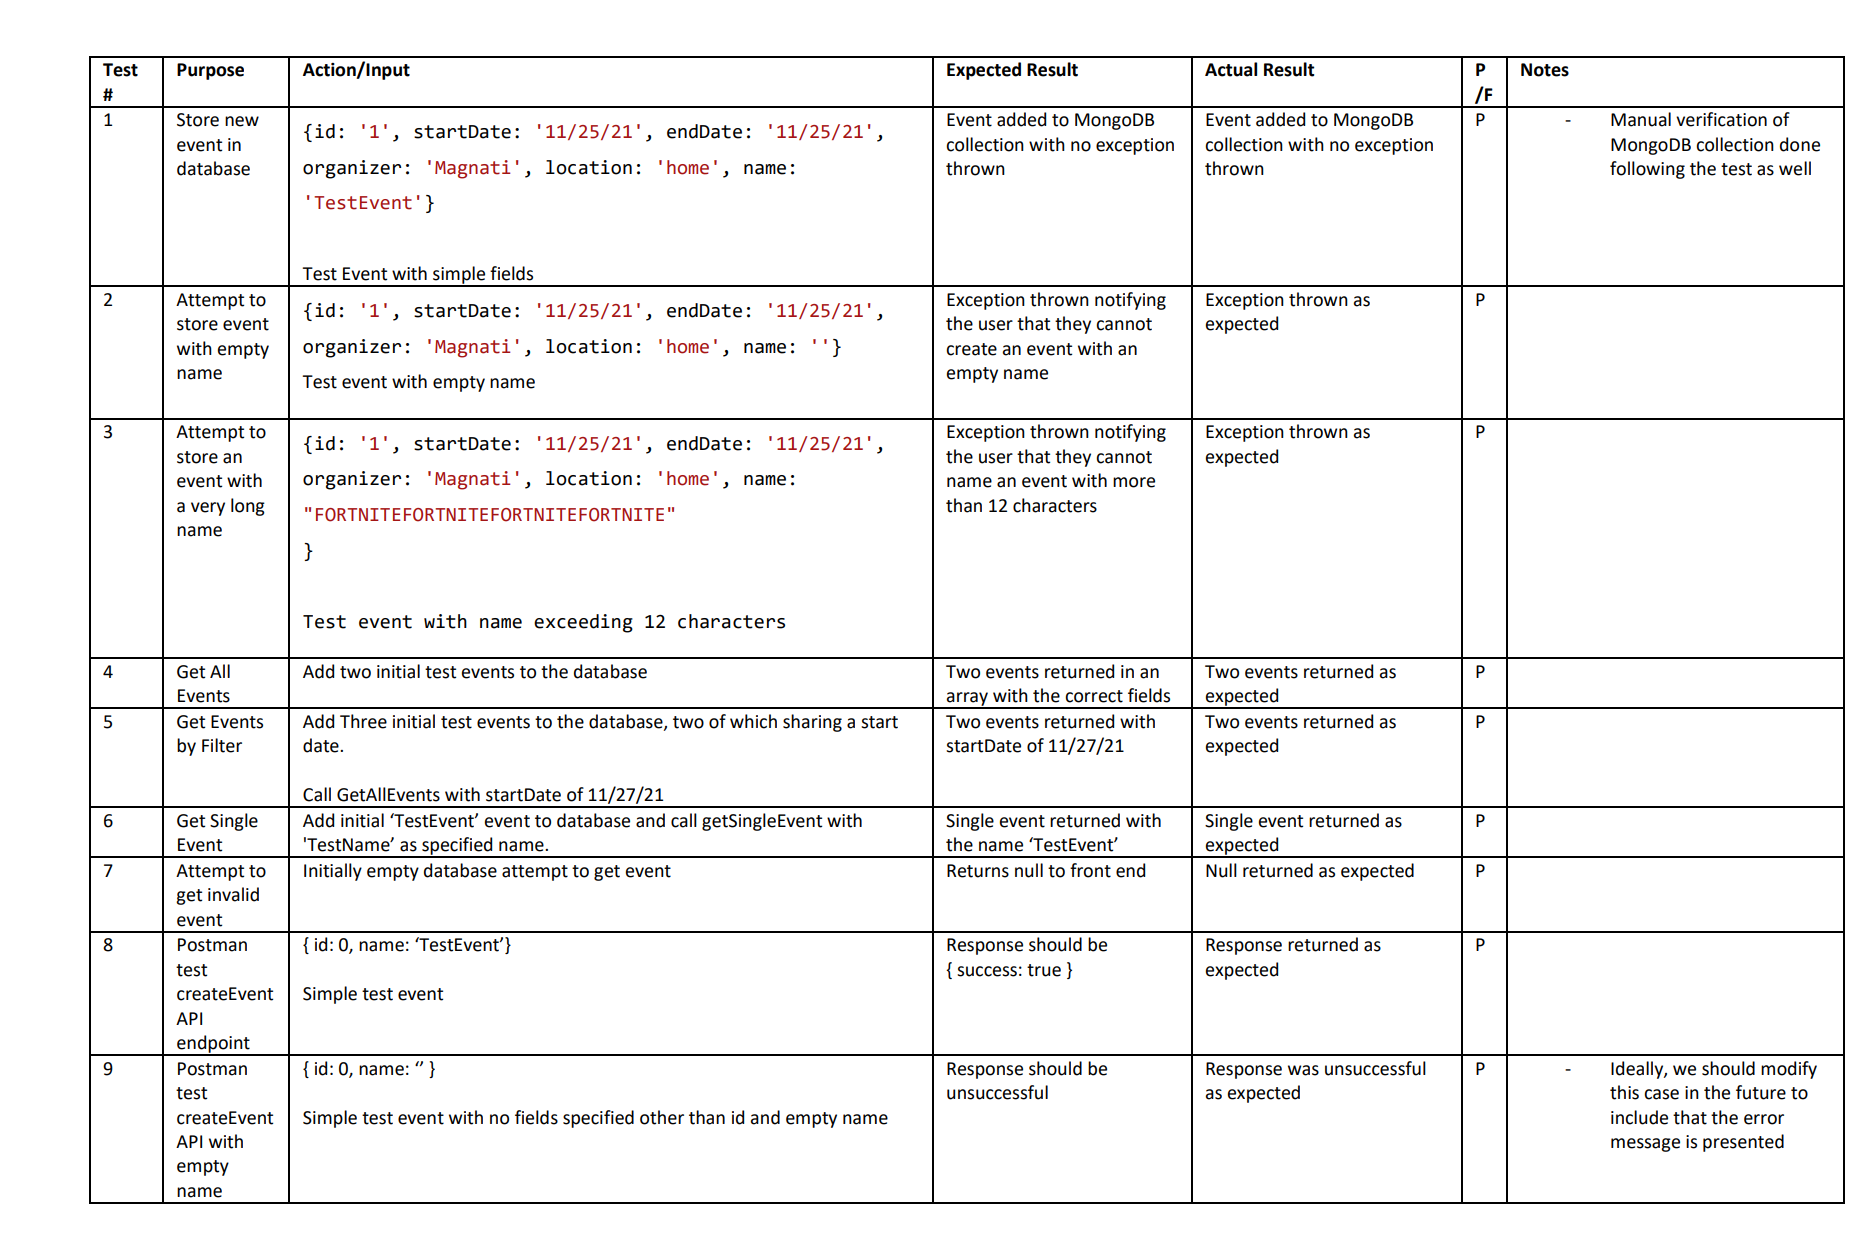 Test # Purpose Action/Input Expected Result Actual Result P /F Notes
1
Store new
event in
database
{id: '1', startDate: '11/25/21', endDate: '11/25/21',
organizer: 'Magnati', location: 'home', name:
'TestEvent'}
Test Event with simple fields
Event added to MongoDB
collection with no exception
thrown
Event added to MongoDB
collection with no exception
thrown
P
- Manual verification of
MongoDB collection done
following the test as well
2
Attempt to
store event
with empty
name
{id: '1', startDate: '11/25/21', endDate: '11/25/21',
organizer: 'Magnati', location: 'home', name: ''}
Test event with empty name
Exception thrown notifying
the user that they cannot
create an event with an
empty name
Exception thrown as
expected
P
3
Attempt to
store an
event with
a very long
name
{id: '1', startDate: '11/25/21', endDate: '11/25/21',
organizer: 'Magnati', location: 'home', name:
"FORTNITEFORTNITEFORTNITEFORTNITE"
}
Test event with name exceeding 12 characters
Exception thrown notifying
the user that they cannot
name an event with more
than 12 characters
Exception thrown as
expected
P
4
Get All
Events
Add two initial test events to the database
Two events returned in an
array with the correct fields
Two events returned as
expected
P
5
Get Events
by Filter
Add Three initial test events to the database, two of which sharing a start
date.
Call GetAllEvents with startDate of 11/27/21
Two events returned with
startDate of 11/27/21
Two events returned as
expected
P
6
Get Single
Event
Add initial ‘TestEvent’ event to database and call getSingleEvent with
'TestName’ as specified name.
Single event returned with
the name ‘TestEvent’
Single event returned as
expected
P
7
Attempt to
get invalid
event
Initially empty database attempt to get event
Returns null to front end
Null returned as expected
P
8
Postman
test
createEvent
API
endpoint
{ id: 0, name: ‘TestEvent’}
Simple test event
Response should be
{ success: true }
Response returned as
expected
P
9
Postman
test
createEvent
API with
empty
name
{ id: 0, name: ‘’ }
Simple test event with no fields specified other than id and empty name
Response should be
unsuccessful
Response was unsuccessful
as expected
P
- Ideally, we should modify
this case in the future to
include that the error
message is presented